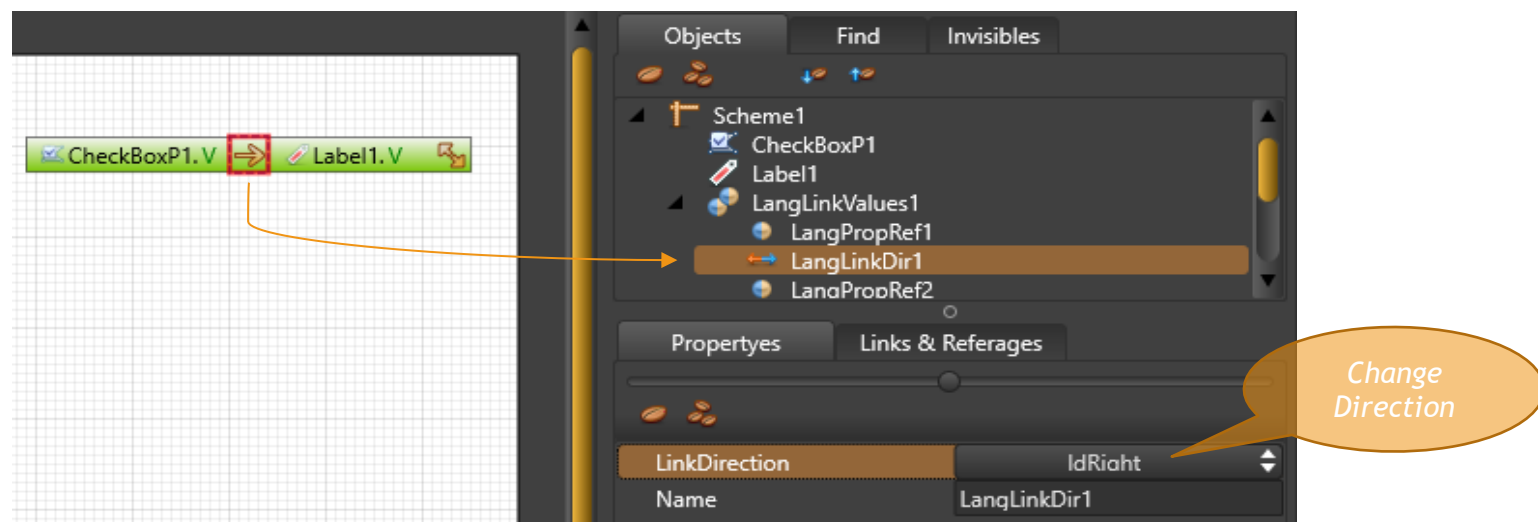 Objects Find Invisibles
Scheme1
CheckBoxP1
CheckBoxP1.V Label1.V
Label1
LangLinkValues1
LangPropRef1
LangLinkDir1
LangPropRef2
Propertyes Links & Referages
Change
Direction
LinkDirection ldRight
Name LangLinkDir1